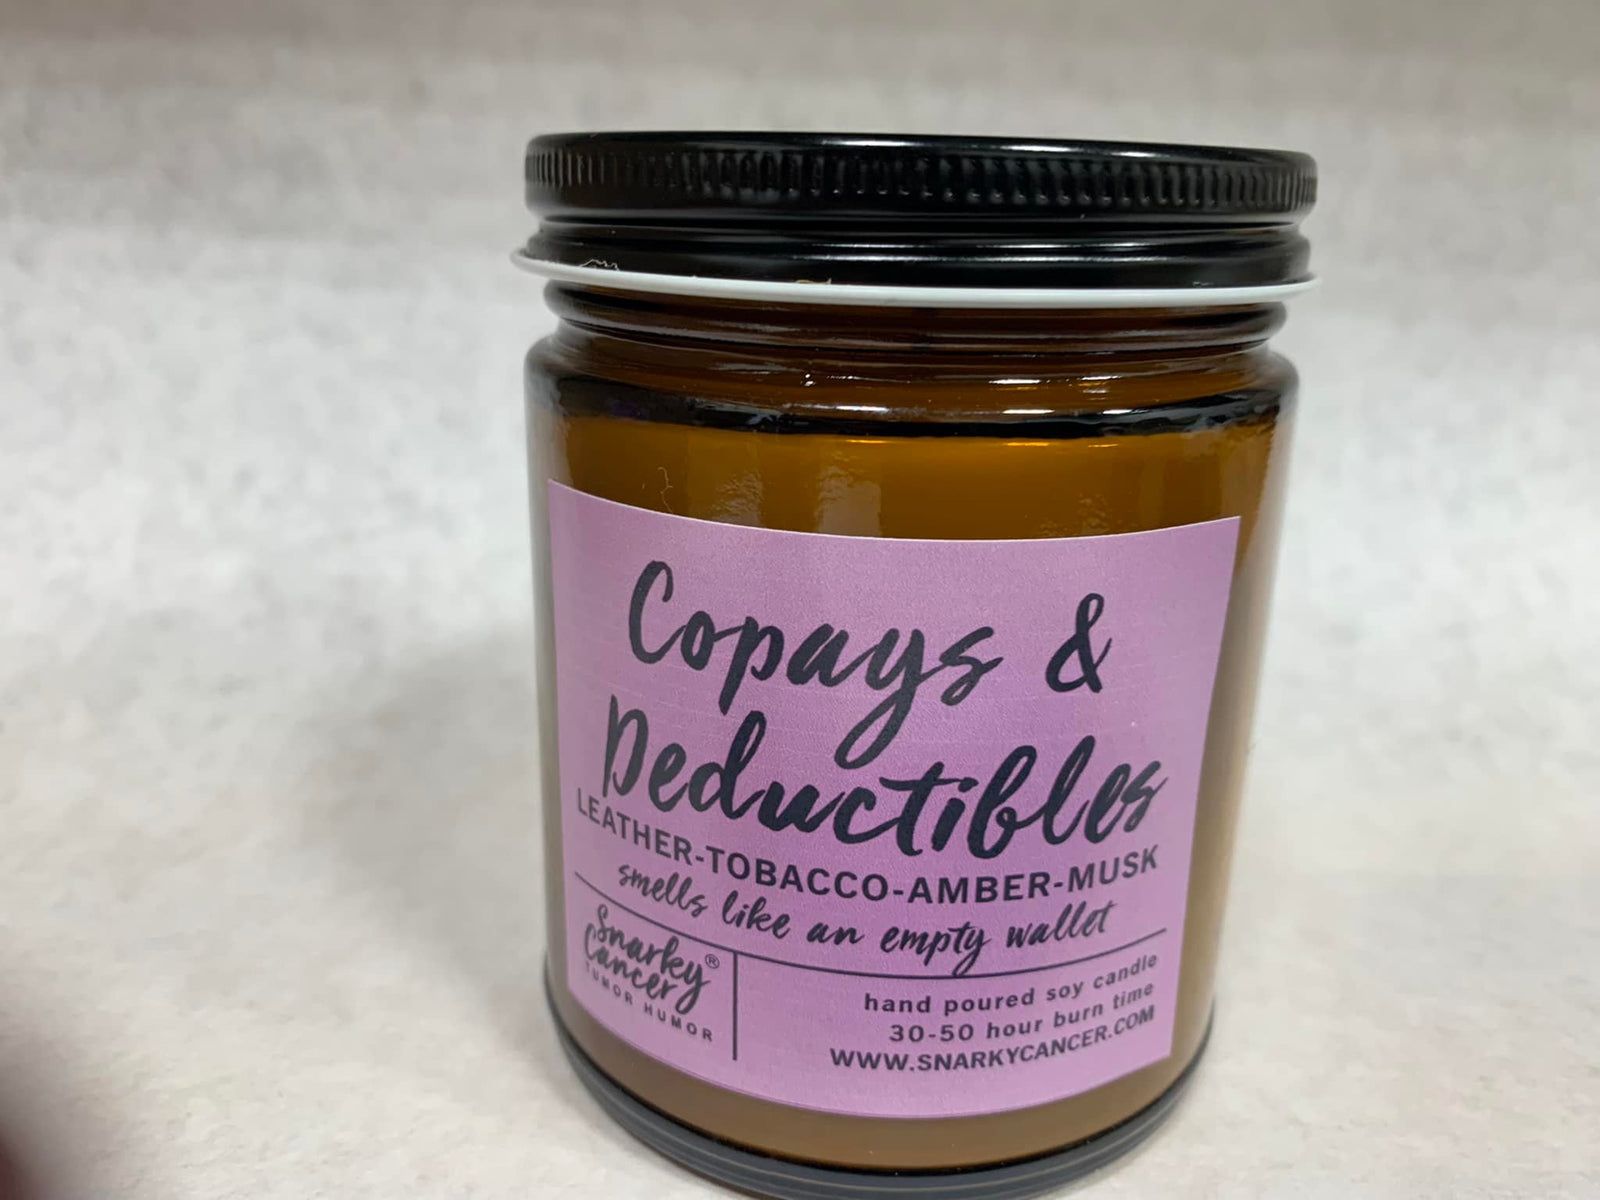 Copays &
Deductibles
LEATHER-TOBACCO-AMBER-MUSK
smells like an empty wallet
Snarky
Cancer®
TUMOR HUMOR
hand poured soy candle
30-50 hour burn time
WWW.SNARKYCANCER.COM